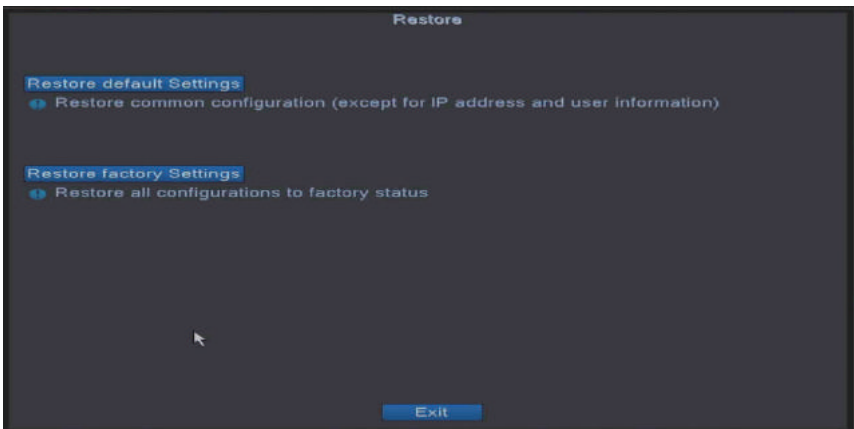 Restore
Restore default Settings
Restore common configuration (except for IP address and user information)
Restore factory Settings
Restore all configurations to factory status
Exit